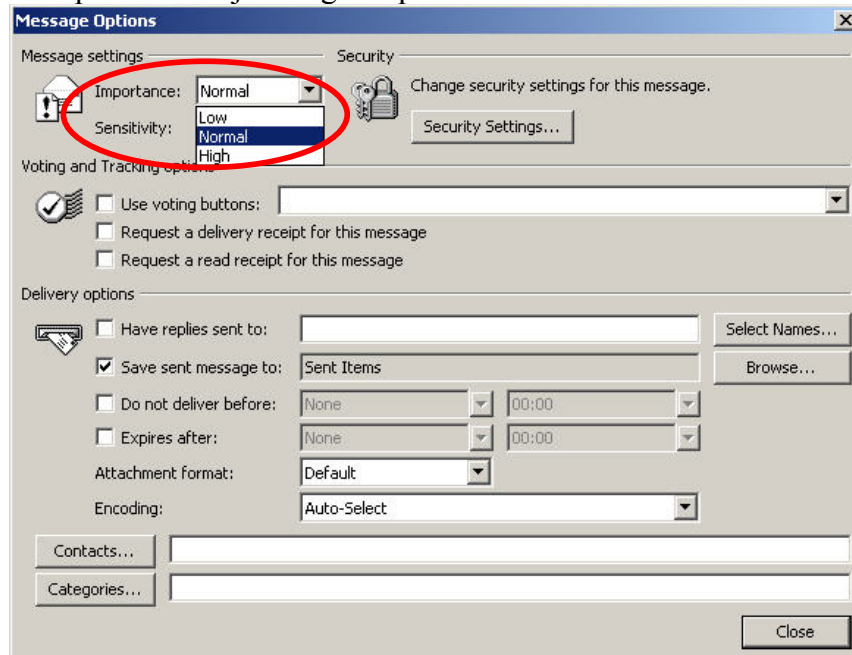 Message Options
Message settings
Security
Importance: Normal
Change security settings for this message.
Low
Sensitivity: Normal
Security Settings...
High
Voting and Tracking options
Use voting buttons:
Request a delivery receipt for this message
Request a read receipt for this message
Delivery options
Have replies sent to:
Select Names...
Save sent message to: Sent Items
Browse...
Do not deliver before: None 00:00
Expires after: None 00:00
Attachment format: Default
Encoding: Auto-Select
Contacts...
Categories...
Close